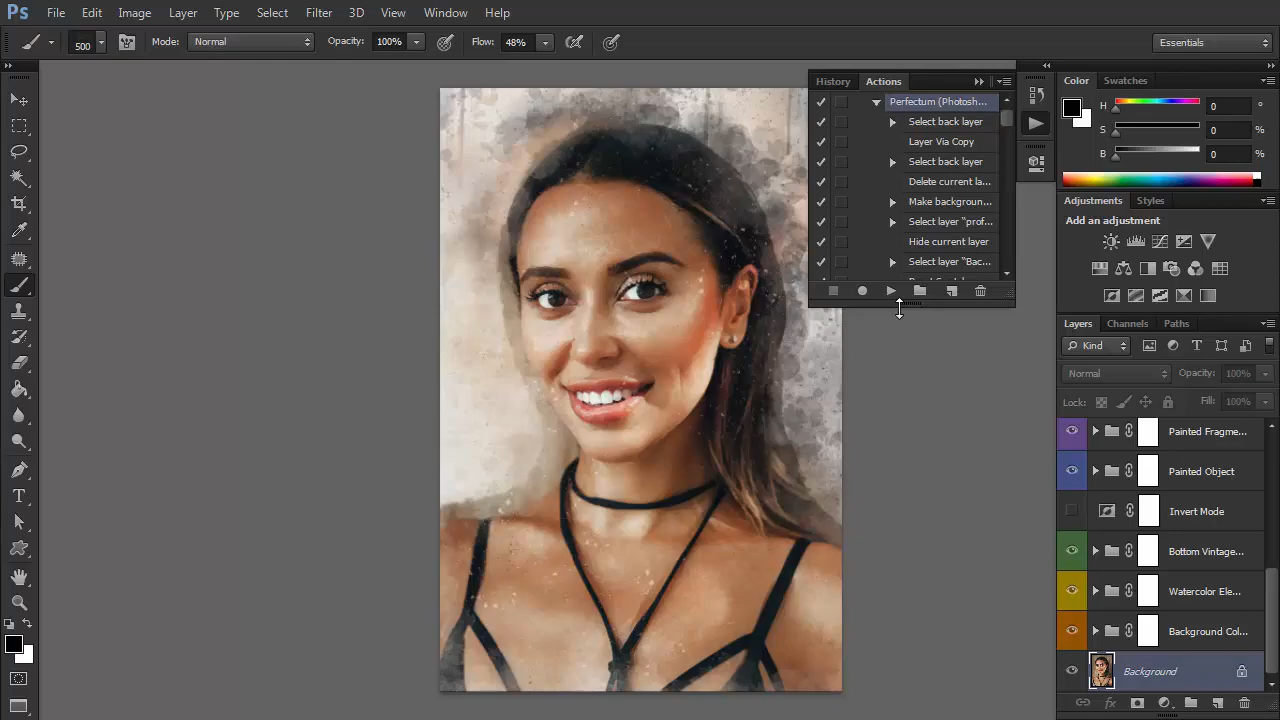 Ps File Edit Image Layer Type Select Filter 3D View Window Help
500 Mode: Normal Opacity: 100% Flow: 48% Essentials
History Actions
Perfectum (Photosh...
Select back layer
Layer Via Copy
Select back layer
Delete current la...
Make backgroun...
Select layer "prof...
Hide current layer
Select layer "Bac...
Color Swatches
H 0 °
S 0 %
B 0 %
Adjustments Styles
Add an adjustment
Layers Channels Paths
Kind
Normal Opacity: 100%
Lock: Fill: 100%
Painted Fragme...
Painted Object
Invert Mode
Bottom Vintage...
Watercolor Ele...
Background Col...
Background
fx